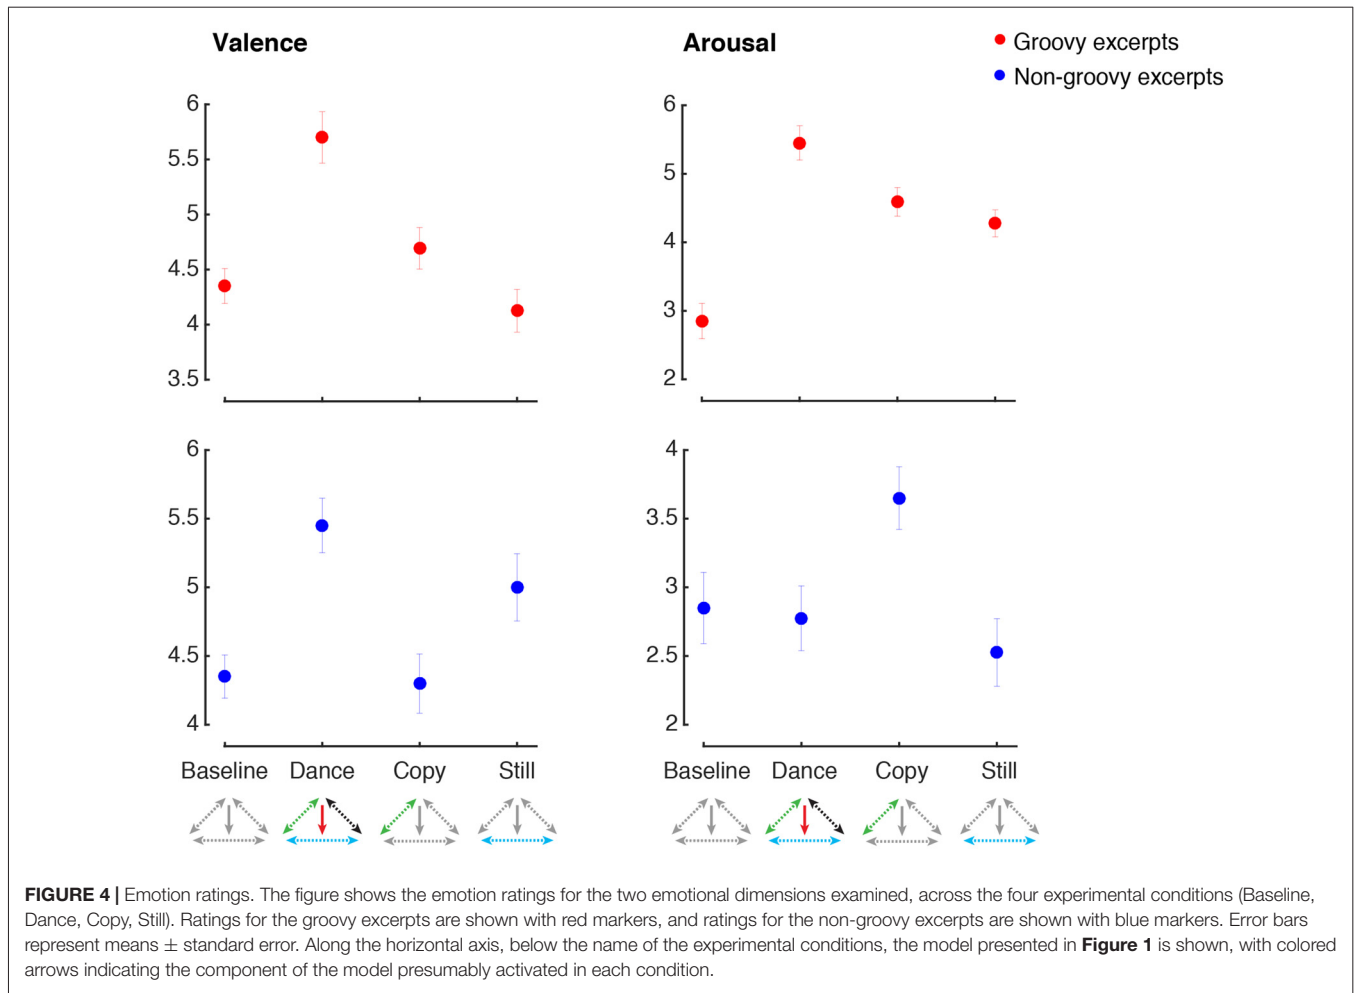 Valence
Arousal
Groovy excerpts
Non-groovy excerpts
6
5.5
5
4.5
4
3.5
6
5
4
3
2
6
5.5
5
4.5
4
4
3.5
3
2.5
2
Baseline Dance Copy Still
Baseline Dance Copy Still
FIGURE 4 | Emotion ratings. The figure shows the emotion ratings for the two emotional dimensions examined, across the four experimental conditions (Baseline,
Dance, Copy, Still). Ratings for the groovy excerpts are shown with red markers, and ratings for the non-groovy excerpts are shown with blue markers. Error bars
represent means ± standard error. Along the horizontal axis, below the name of the experimental conditions, the model presented in Figure 1 is shown, with colored
arrows indicating the component of the model presumably activated in each condition.